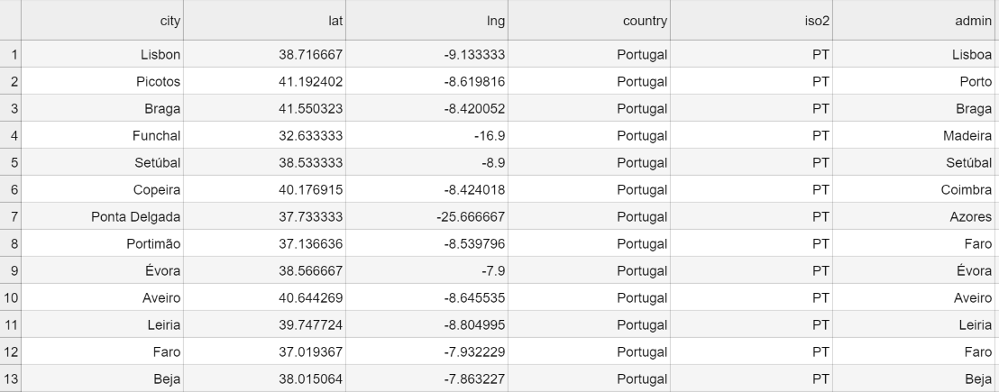 city lat lng country iso2 admin
1 Lisbon 38.716667 -9.133333 Portugal PT Lisboa
2 Picotos 41.192402 -8.619816 Portugal PT Porto
3 Braga 41.550323 -8.420052 Portugal PT Braga
4 Funchal 32.633333 -16.9 Portugal PT Madeira
5 Setúbal 38.533333 -8.9 Portugal PT Setúbal
6 Copeira 40.176915 -8.424018 Portugal PT Coimbra
7 Ponta Delgada 37.733333 -25.666667 Portugal PT Azores
8 Portimão 37.136636 -8.539796 Portugal PT Faro
9 Évora 38.566667 -7.9 Portugal PT Évora
10 Aveiro 40.644269 -8.645535 Portugal PT Aveiro
11 Leiria 39.747724 -8.804995 Portugal PT Leiria
12 Faro 37.019367 -7.932229 Portugal PT Faro
13 Beja 38.015064 -7.863227 Portugal PT Beja